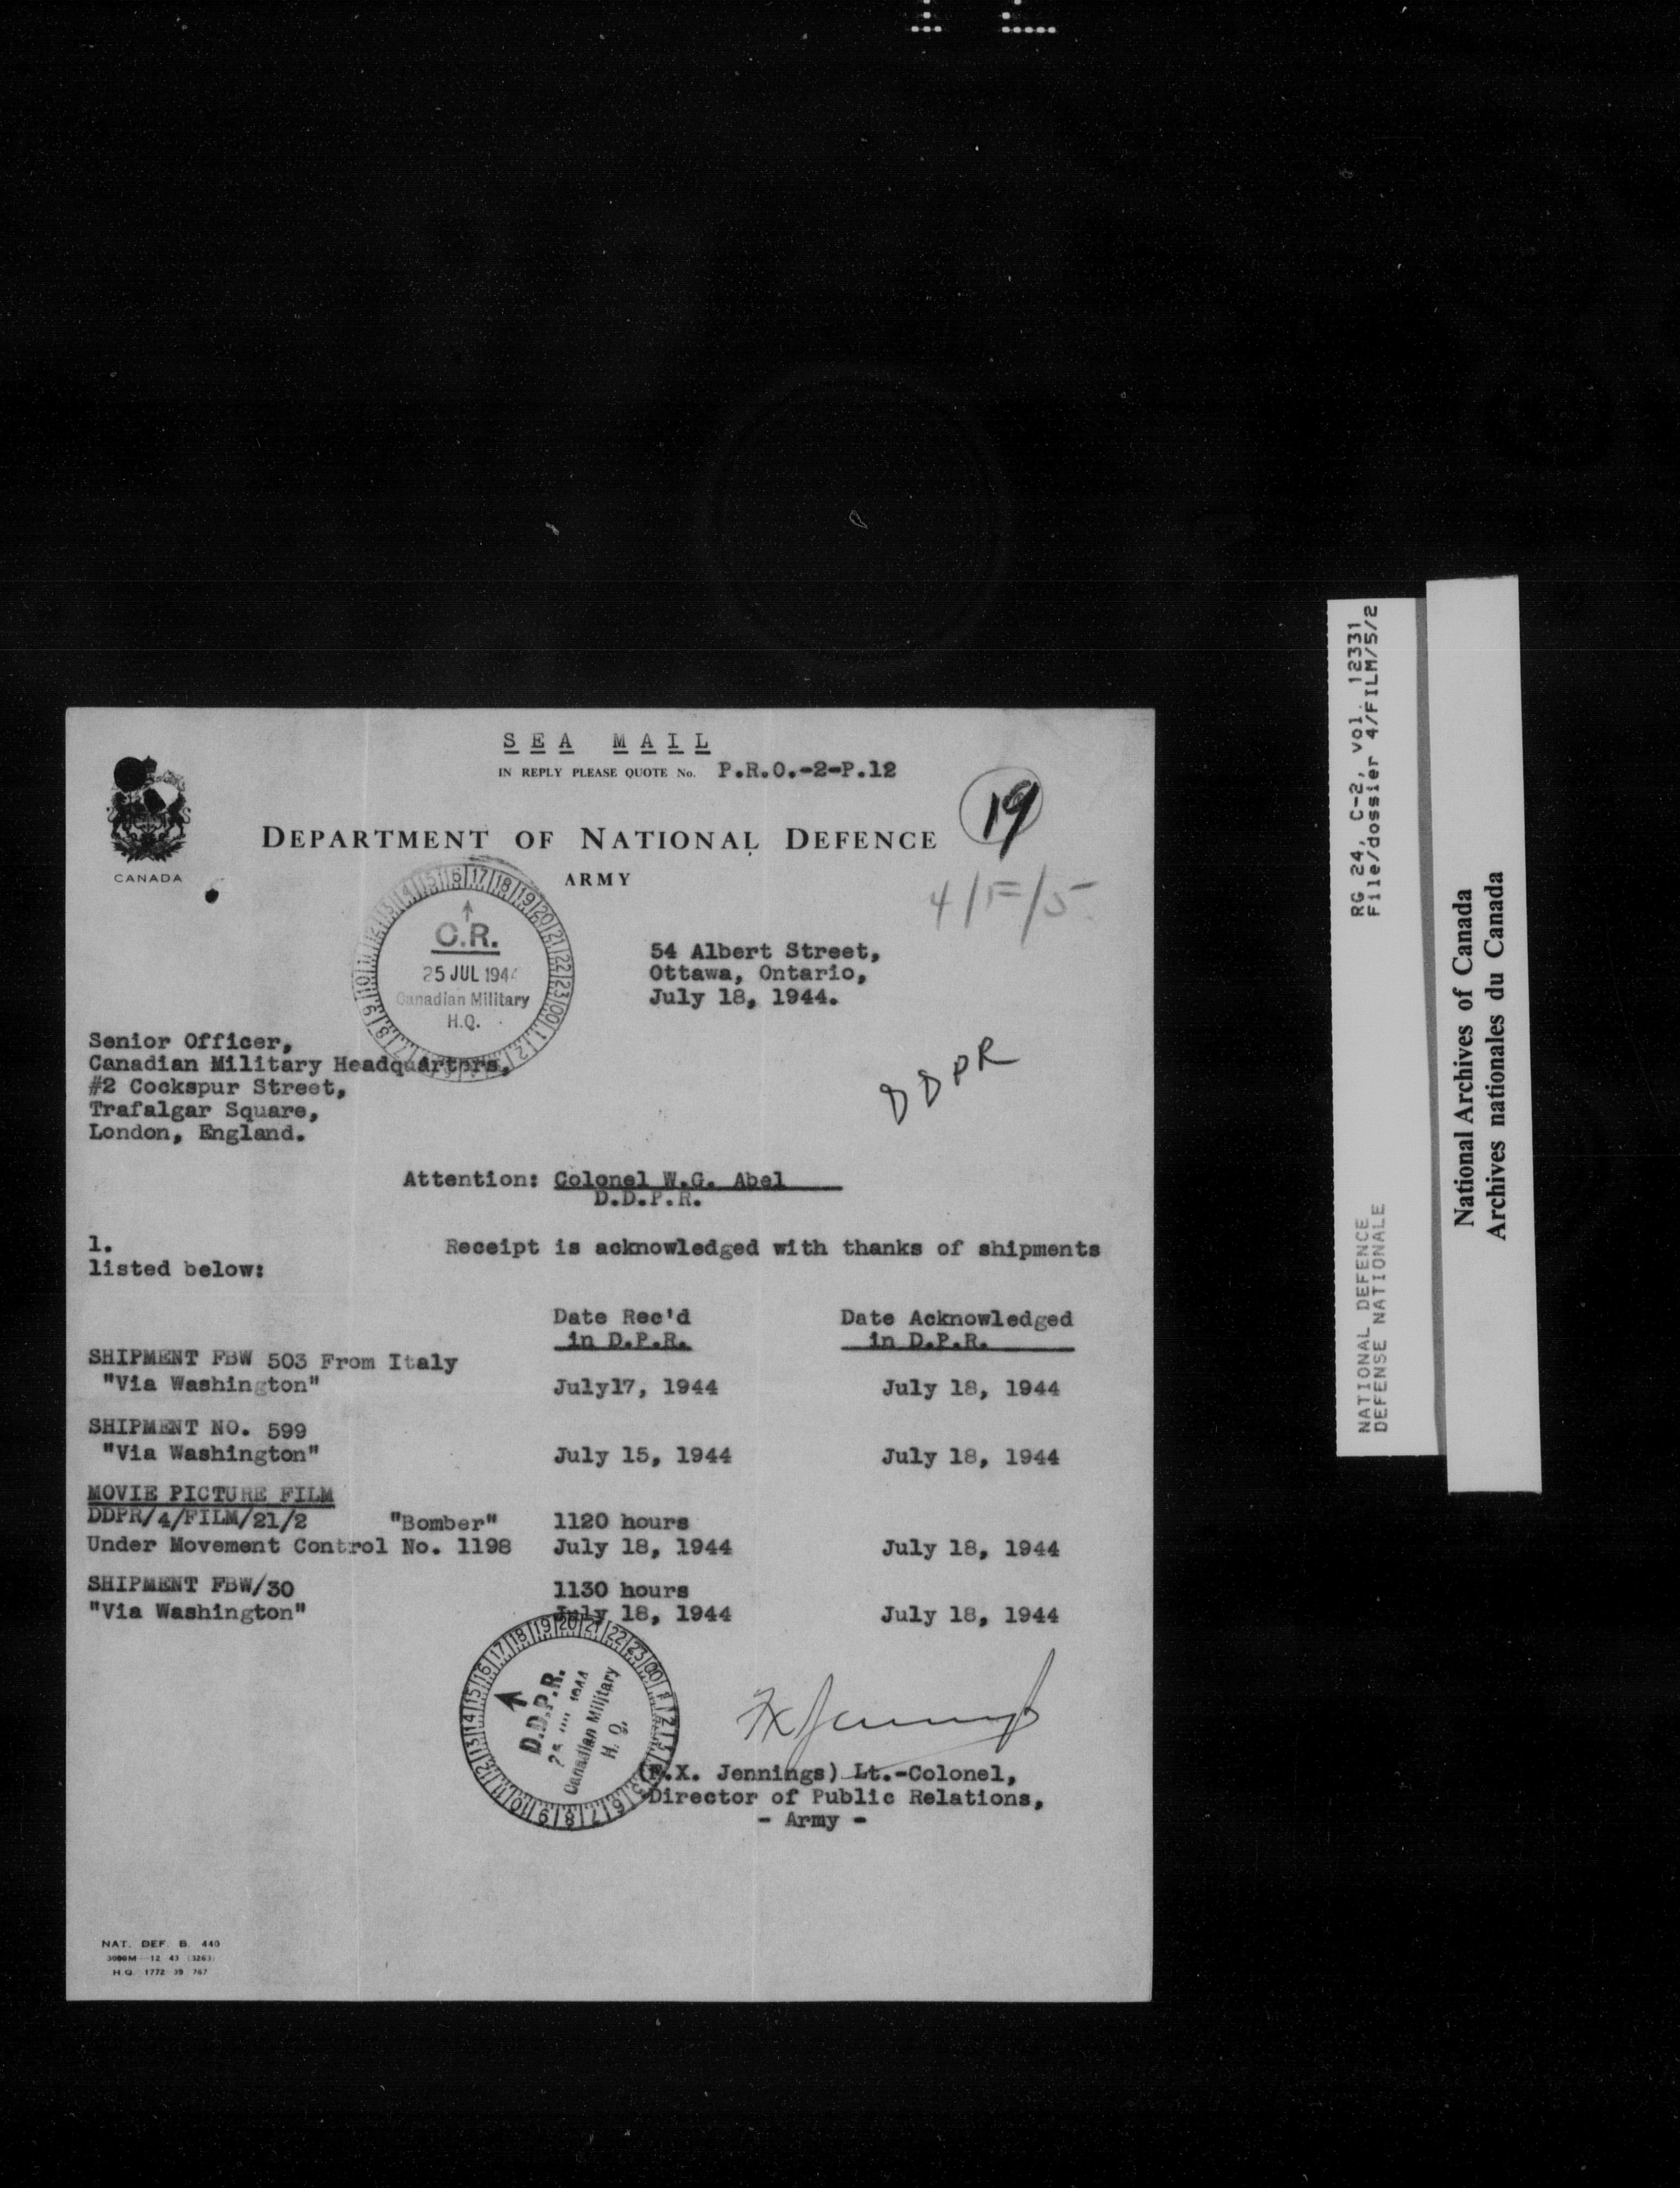 SEA MAIL
IN REPLY PLEASE QUOTE No. P.R.O.-2-P.12
19
DEPARTMENT OF NATIONAL DEFENCE
ARMY
CANADA
4/F/5
C.R.
25 JUL 194
Canadian Military
H.Q.
54 Albert Street,
Ottawa, Ontario,
July 18, 1944.
Senior Officer,
Canadian Military Headquarters,
#2 Cockspur Street,
Trafalgar Square,
London, England.
DDPR
Attention: Colonel W.G. Abel
D.D.P.R.
1. Receipt is acknowledged with thanks of shipments
listed below:
Date Rec'd Date Acknowledged
in D.P.R. in D.P.R.
SHIPMENT FBW 503 From Italy
"Via Washington" July17, 1944 July 18, 1944
SHIPMENT NO. 599
"Via Washington" July 15, 1944 July 18, 1944
MOVIE PICTURE FILM
DDPR/4/FILM/21/2 "Bomber" 1120 hours
Under Movement Control No. 1198 July 18, 1944 July 18, 1944
SHIPMENT FBW/30 1130 hours
"Via Washington" July 18, 1944 July 18, 1944
D.D.P.R.
Canadian Military
H.Q.
(F.X. Jennings) Lt.-Colonel,
Director of Public Relations,
- Army -
NAT. DEF. B. 440
H.Q. 1772 39 767
RG 24, C-2, vol. 12331
File/dossier 4/FILM/5/2
NATIONAL DEFENCE
DEFENSE NATIONALE
National Archives of Canada
Archives nationales du Canada